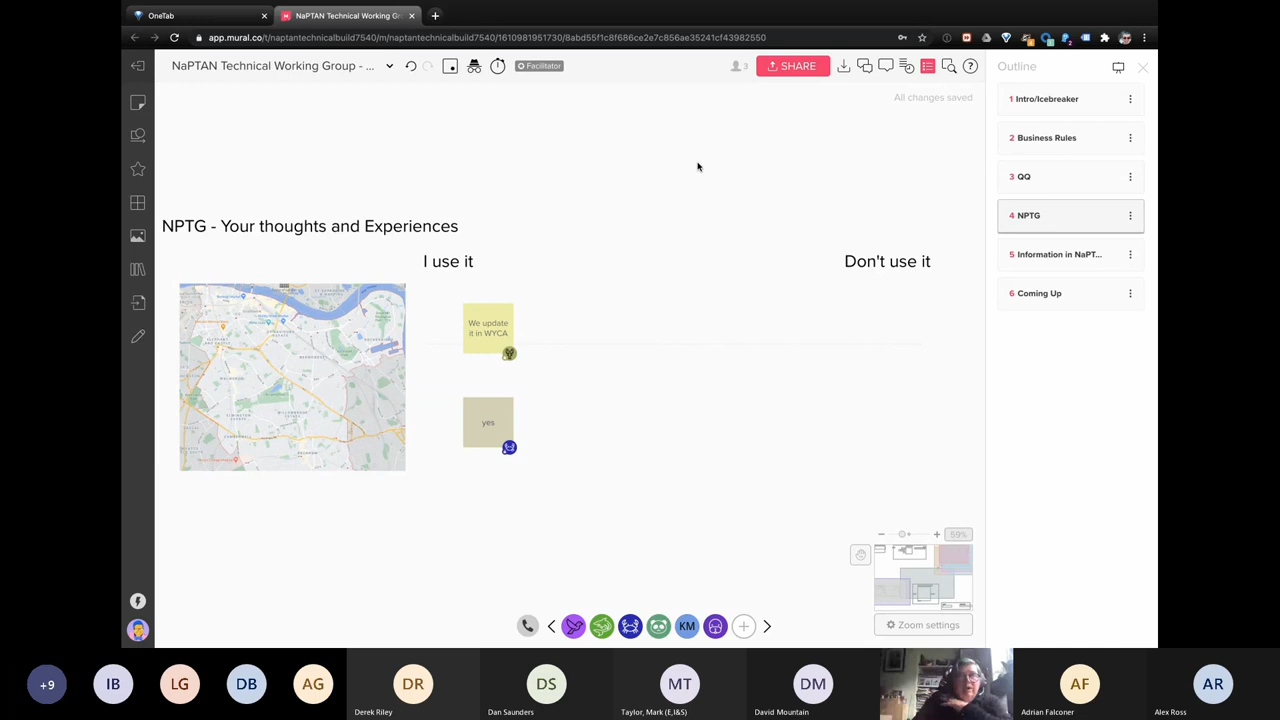 OneTab
NaPTAN Technical Working Gr
app.mural.co/t/naptantechnicalbuild7540/m/naptantechnicalbuild7540/1610981951730/8abd55f1c8f686ce2e7c856ae35241cf43982550
NaPTAN Technical Working Group - ...
Facilitator
3
SHARE
Outline
All changes saved
1 Intro/Icebreaker
2 Business Rules
3 QQ
4 NPTG
5 Information in NaPT...
6 Coming Up
NPTG - Your thoughts and Experiences
I use it
Don't use it
We update
it in WYCA
yes
59%
Zoom settings
KM
+9
IB
LG
DB
AG
DR
Derek Riley
DS
Dan Saunders
MT
Taylor, Mark (E,I&S)
DM
David Mountain
AF
Adrian Falconer
AR
Alex Ross